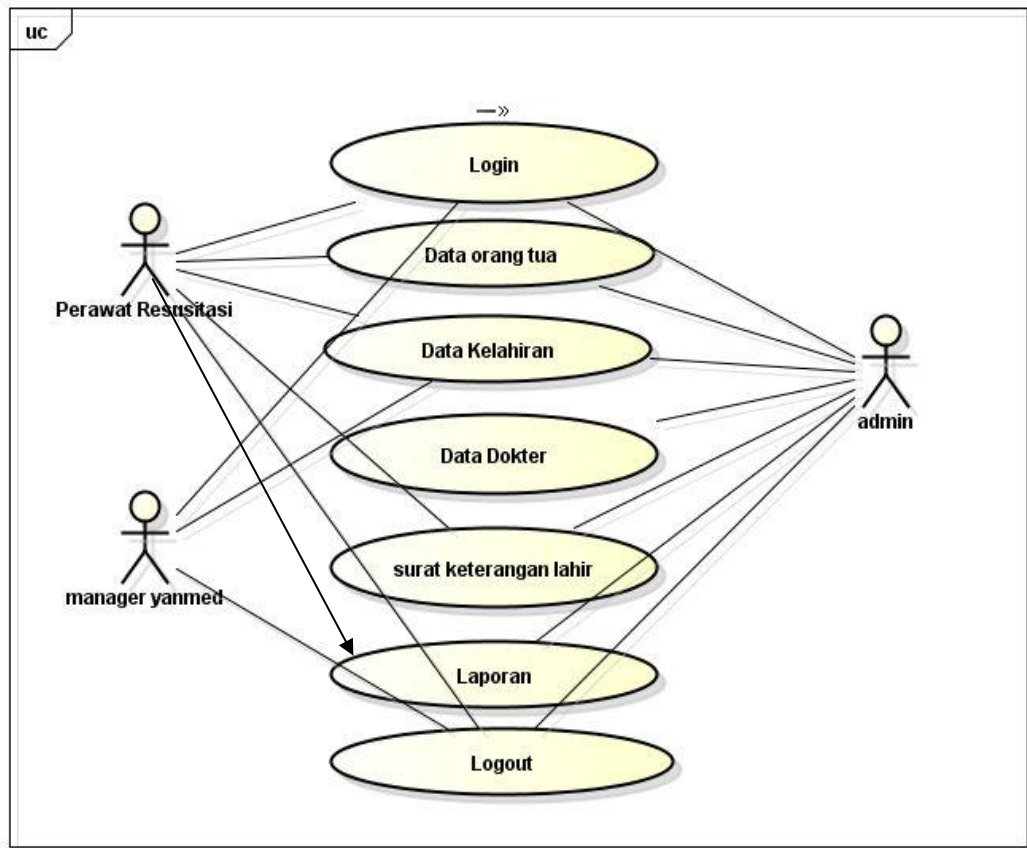 uc
Login
Data orang tua
Perawat Resusitasi
Data Kelahiran
admin
Data Dokter
surat keterangan lahir
manager yanmed
Laporan
Logout